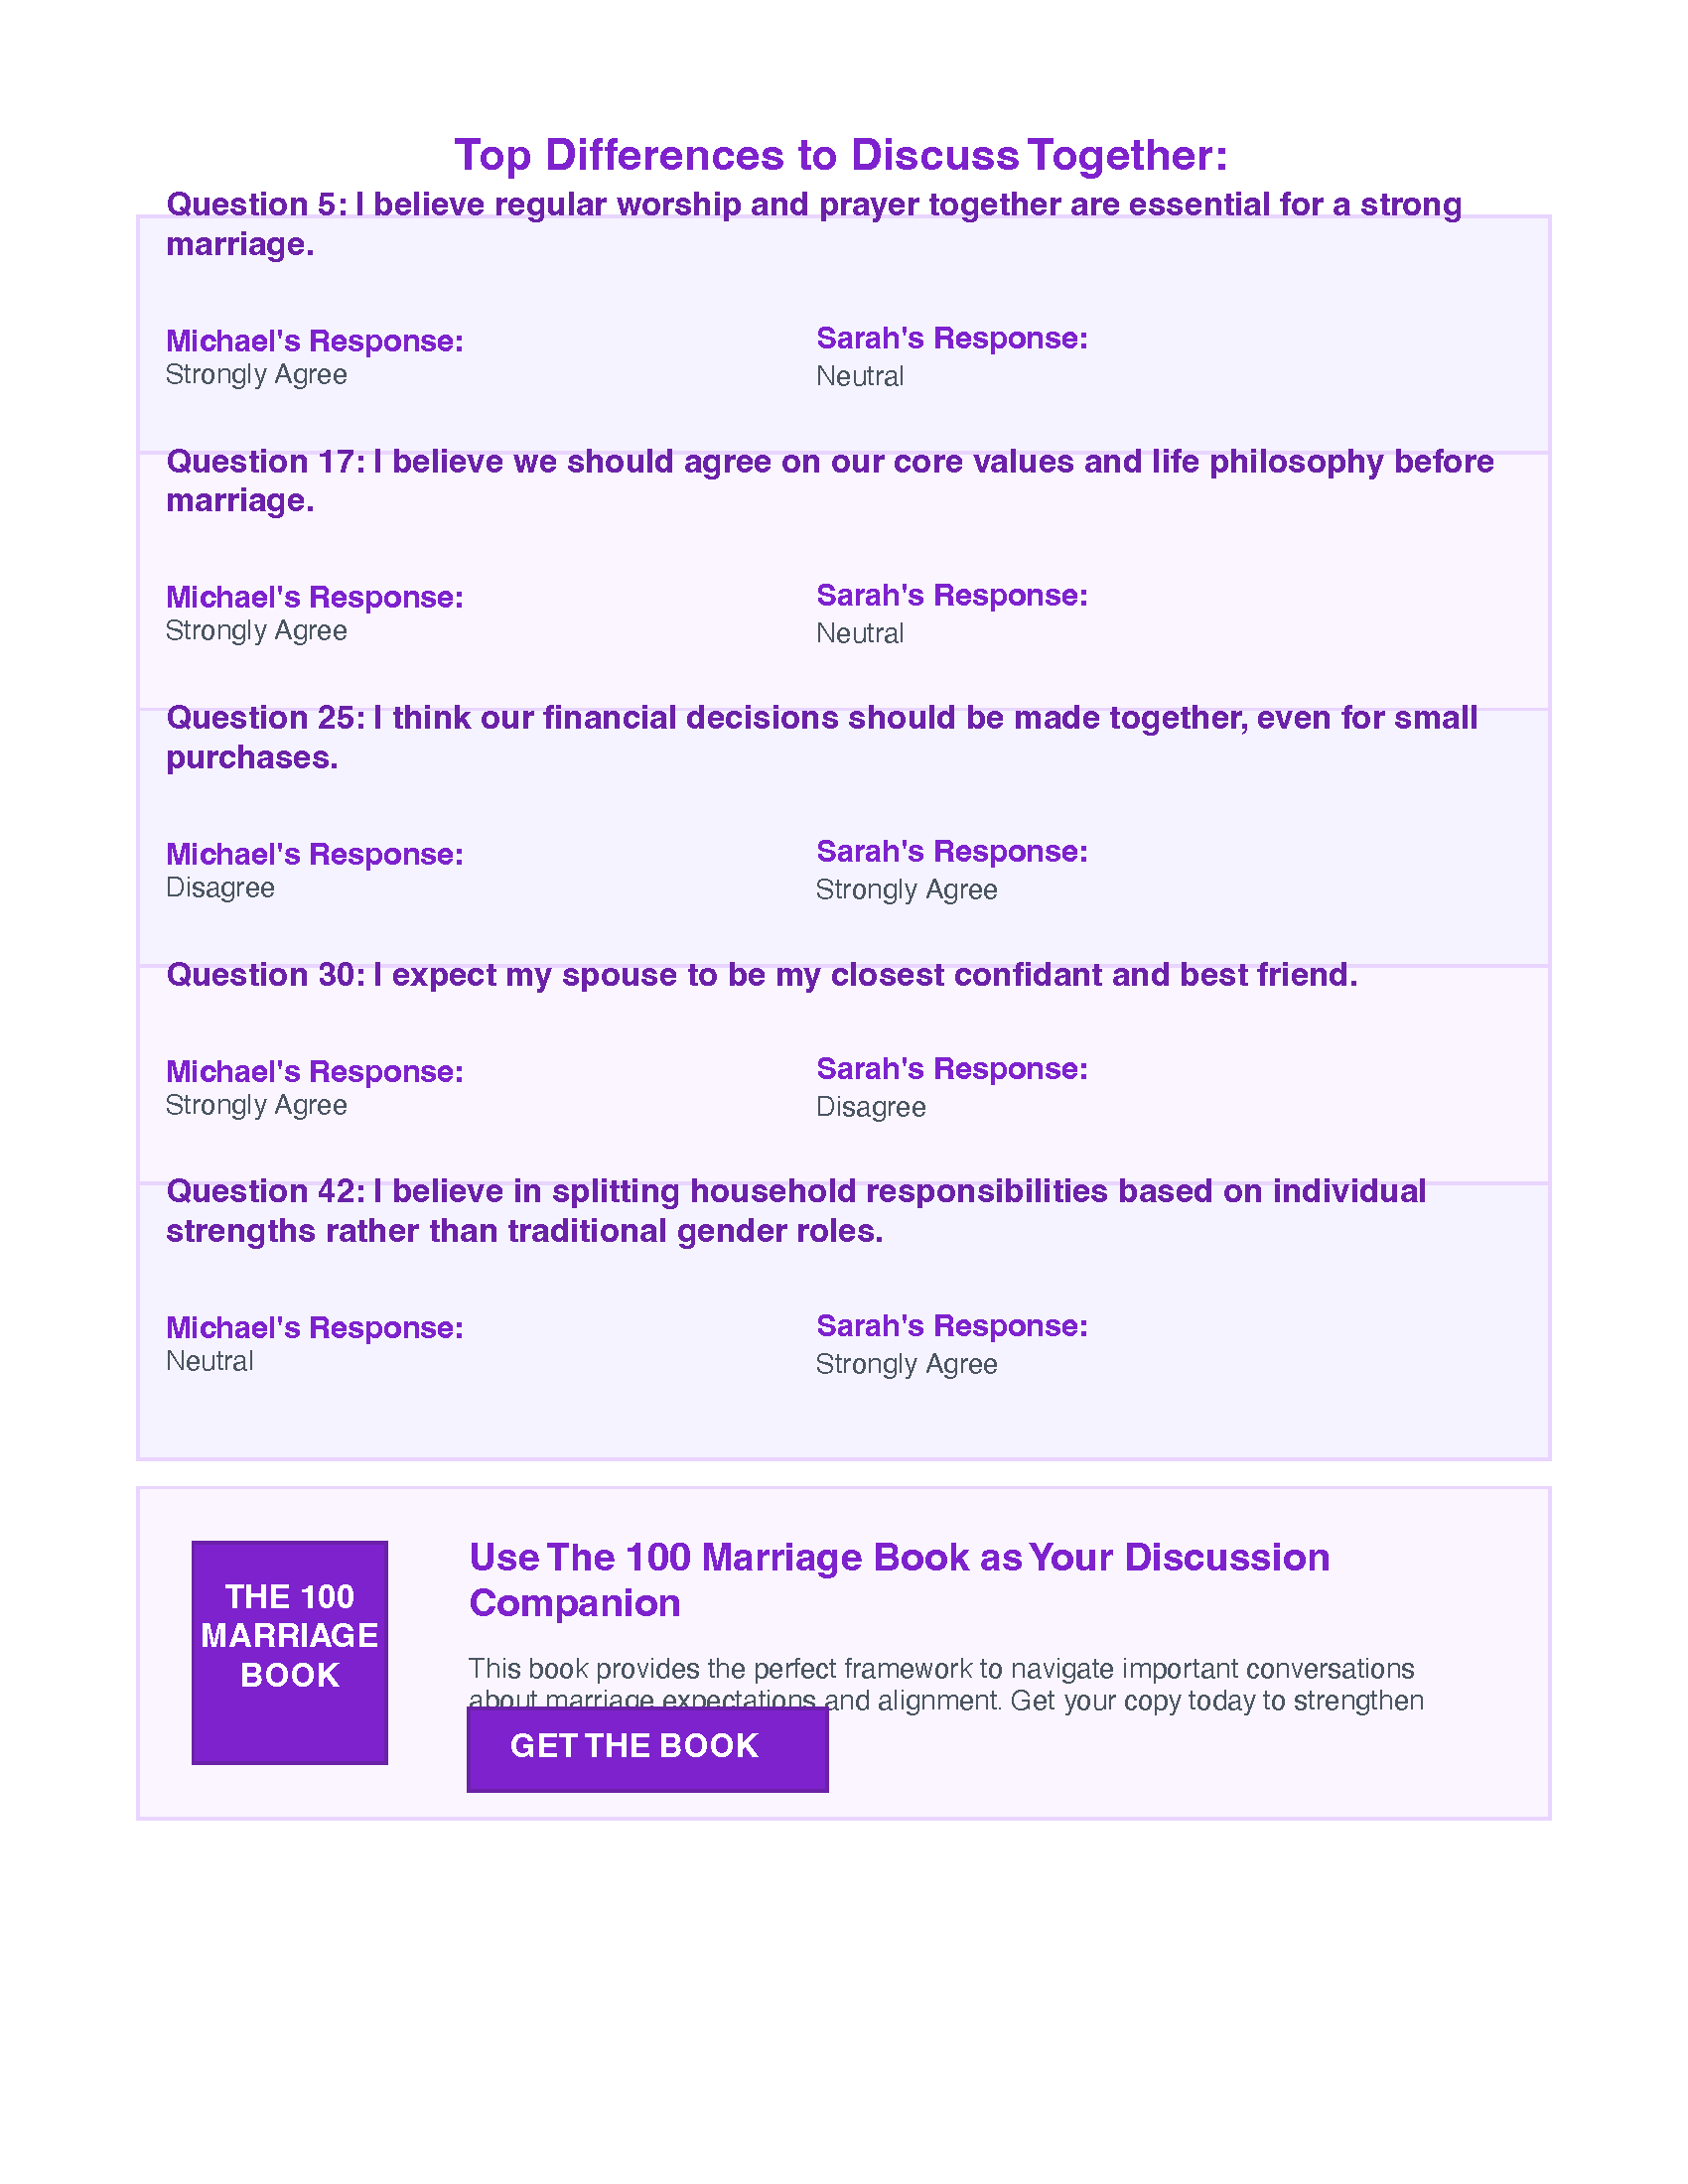 Top Differences to Discuss Together:
Question 5: I believe regular worship and prayer together are essential for a strong
marriage.
Michael's Response:
Sarah's Response:
Strongly Agree
Neutral
Question 17: I believe we should agree on our core values and life philosophy before
marriage.
Michael's Response:
Sarah's Response:
Strongly Agree
Neutral
Question 25: I think our financial decisions should be made together, even for small
purchases.
Michael's Response:
Sarah's Response:
Disagree
Strongly Agree
Question 30: I expect my spouse to be my closest confidant and best friend.
Michael's Response:
Sarah's Response:
Strongly Agree
Disagree
Question 42: I believe in splitting household responsibilities based on individual
strengths rather than traditional gender roles.
Michael's Response:
Sarah's Response:
Neutral
Strongly Agree
THE 100
MARRIAGE
BOOK
Use The 100 Marriage Book as Your Discussion
Companion
This book provides the perfect framework to navigate important conversations
about marriage expectations and alignment. Get your copy today to strengthen
GET THE BOOK